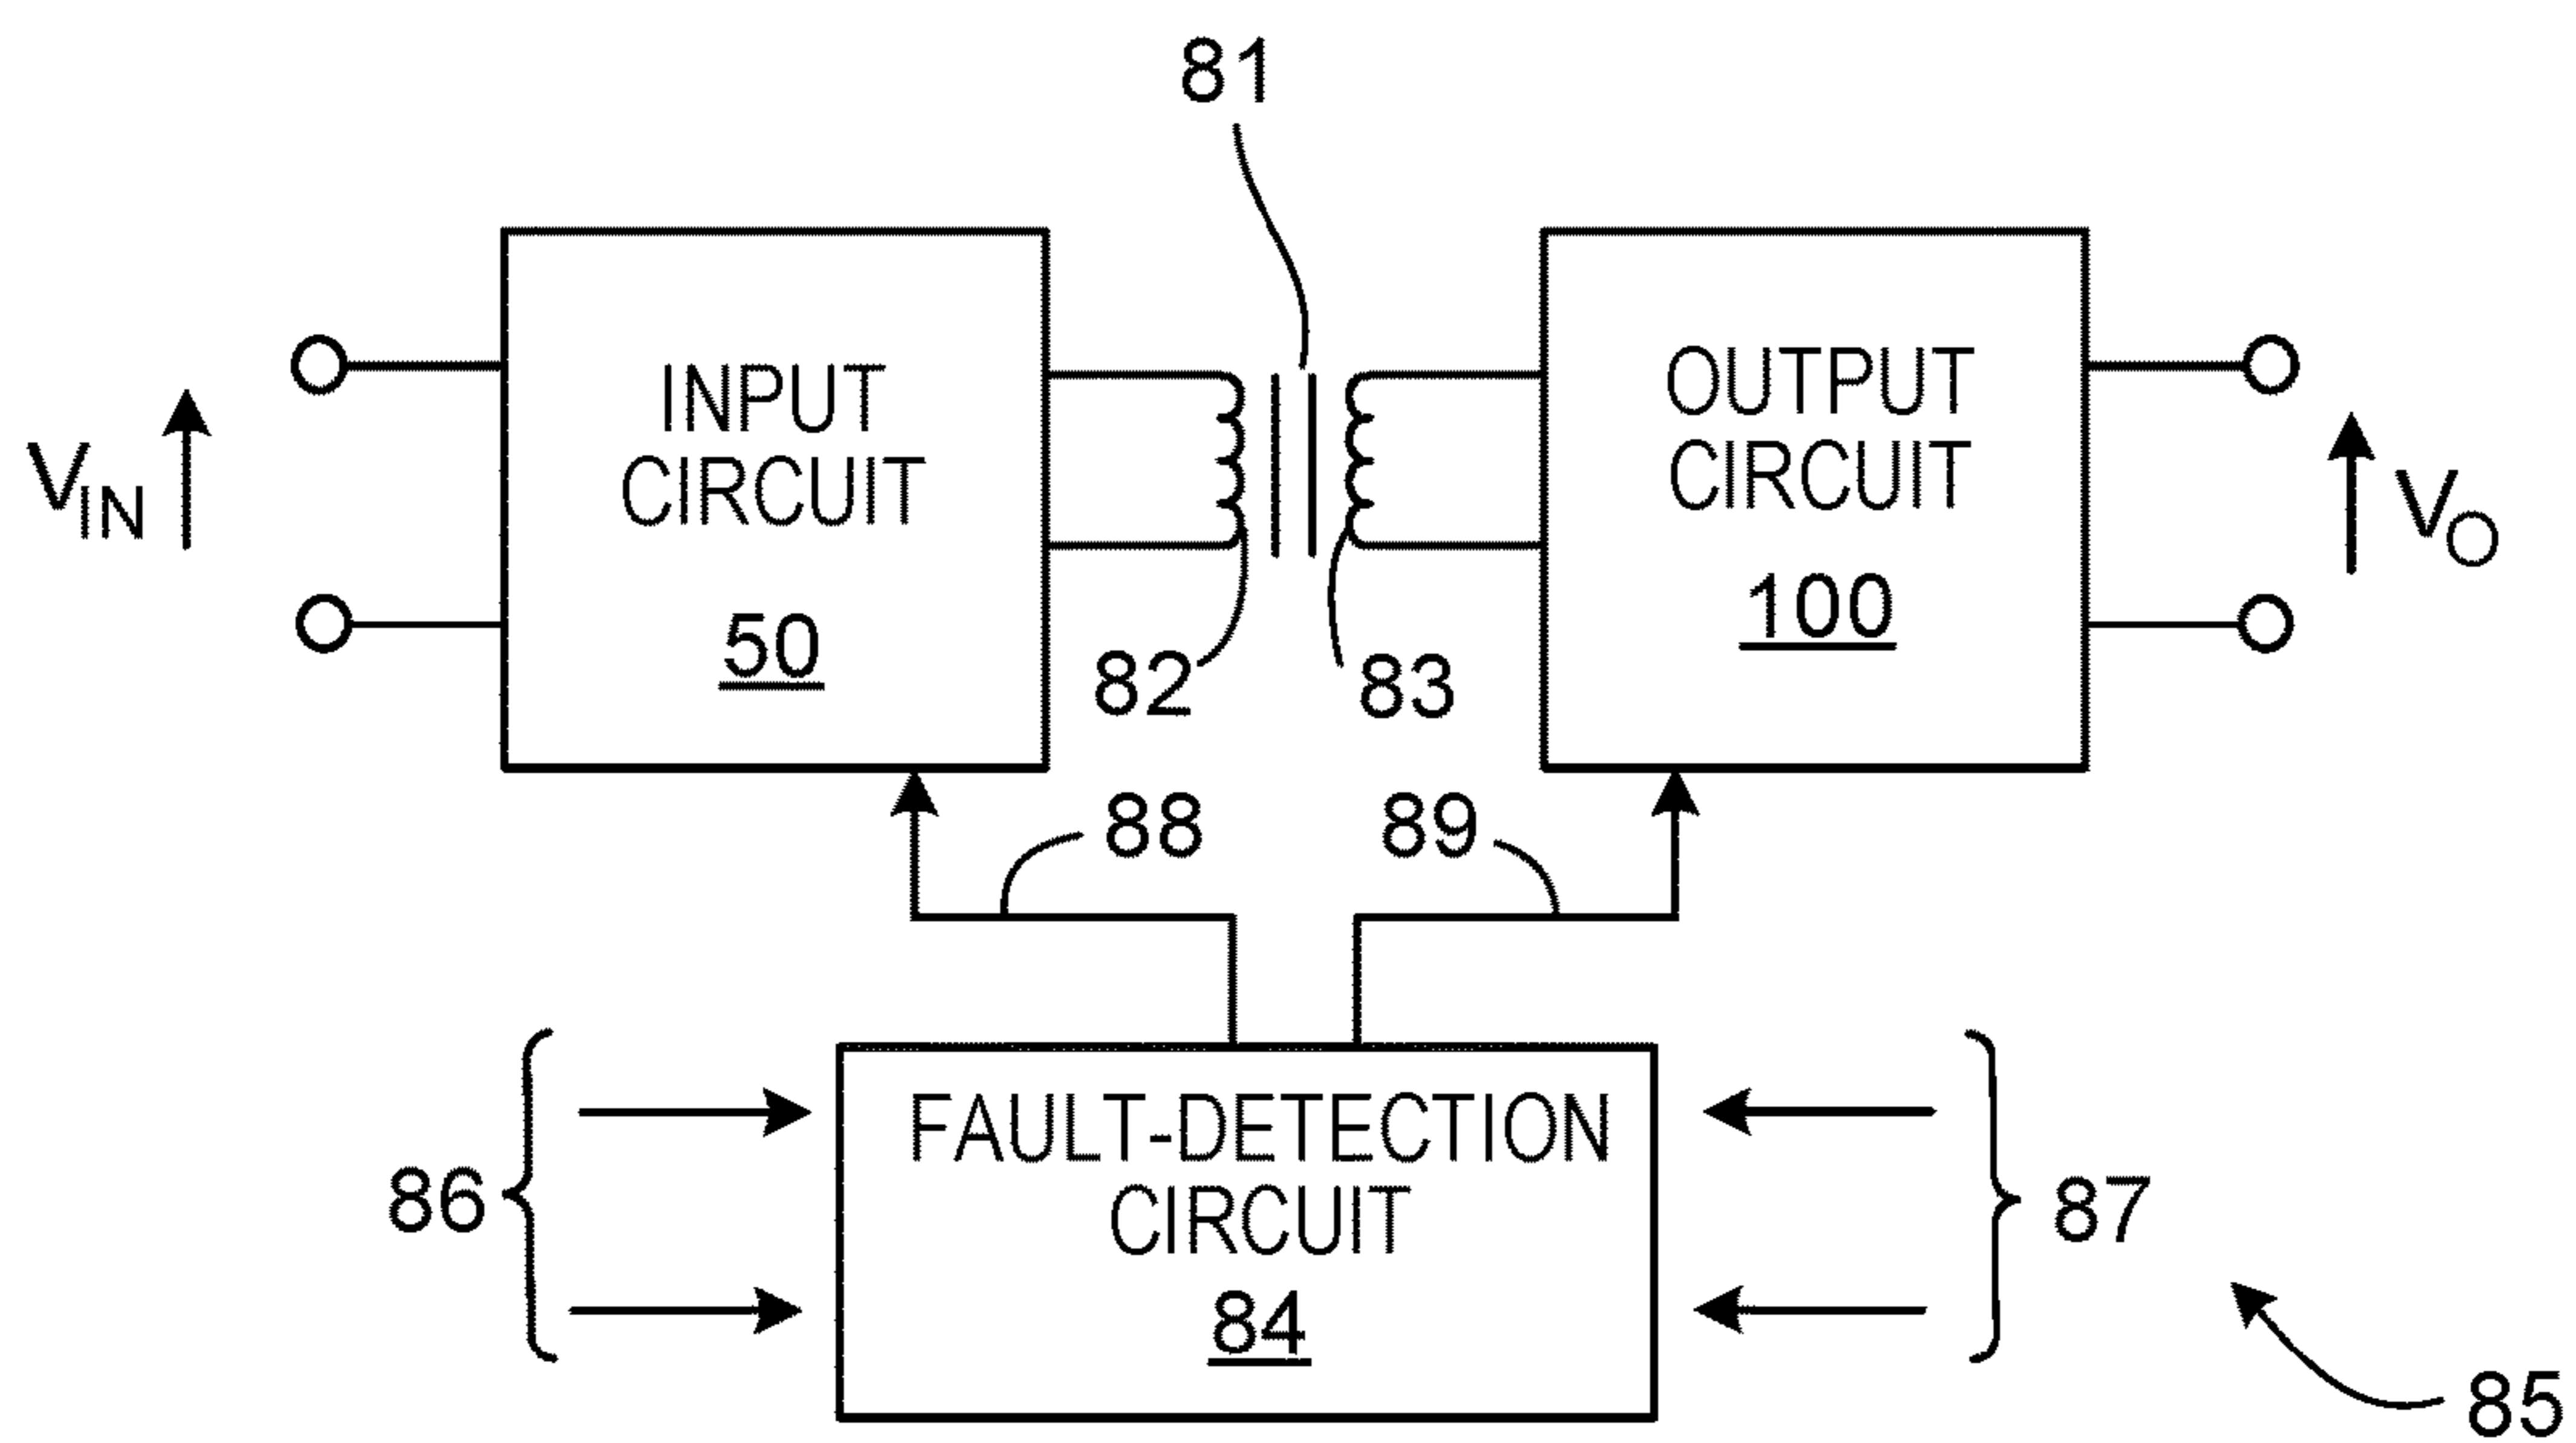 81
INPUT
CIRCUIT
50
OUTPUT
CIRCUIT
100
VIN
VO
82
83
88
89
FAULT-DETECTION
CIRCUIT
84
86
87
85